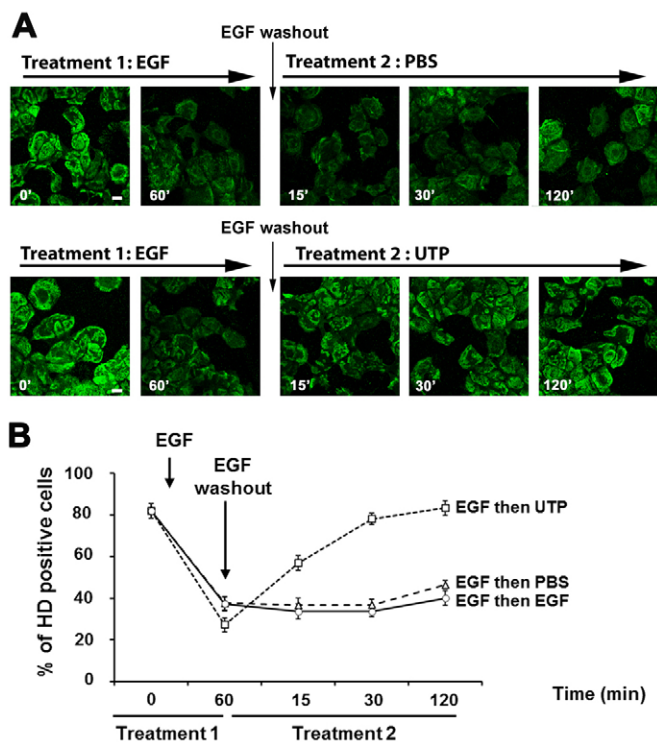 A
EGF washout
Treatment 1: EGF
Treatment 2 : PBS
0'
60'
15'
30'
120'
EGF washout
Treatment 1: EGF
Treatment 2 : UTP
0'
60'
15'
30'
120'
B
EGF
EGF
washout
% of HD positive cells
100
80
60
40
20
0
EGF then UTP
EGF then PBS
EGF then EGF
0 60 15 30 120
Time (min)
Treatment 1 Treatment 2